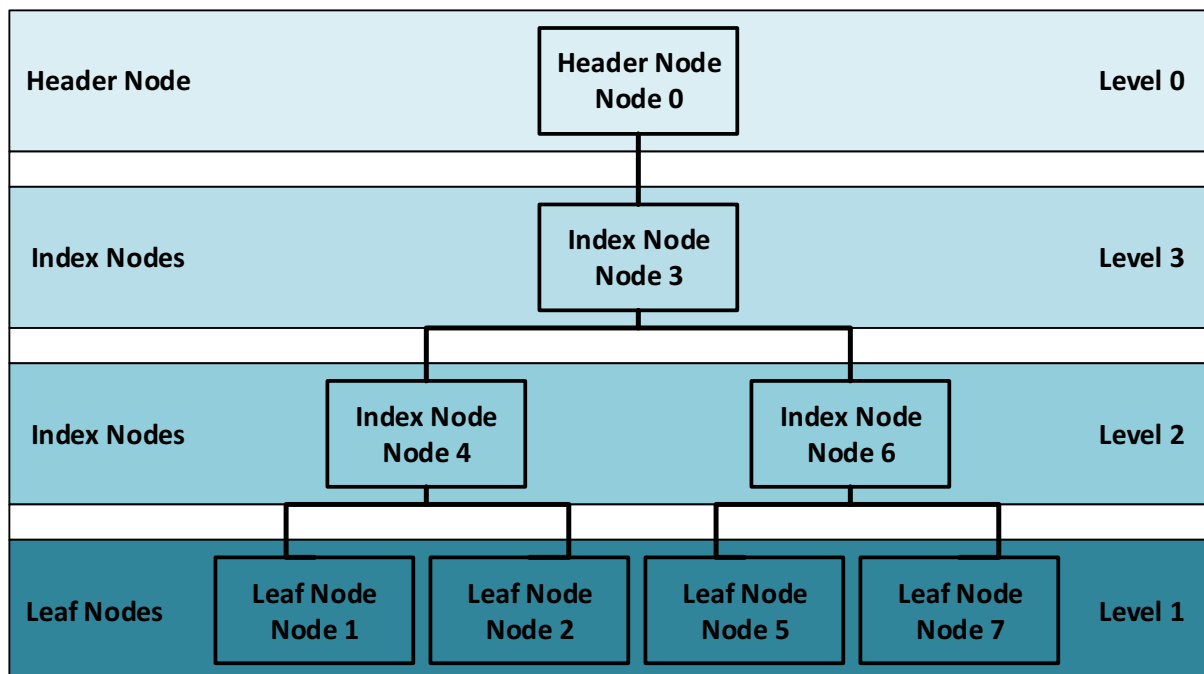 Header Node
Header Node
Node 0
Level 0
Index Nodes
Index Node
Node 3
Level 3
Index Nodes
Index Node
Node 4
Index Node
Node 6
Level 2
Leaf Nodes
Leaf Node
Node 1
Leaf Node
Node 2
Leaf Node
Node 5
Leaf Node
Node 7
Level 1